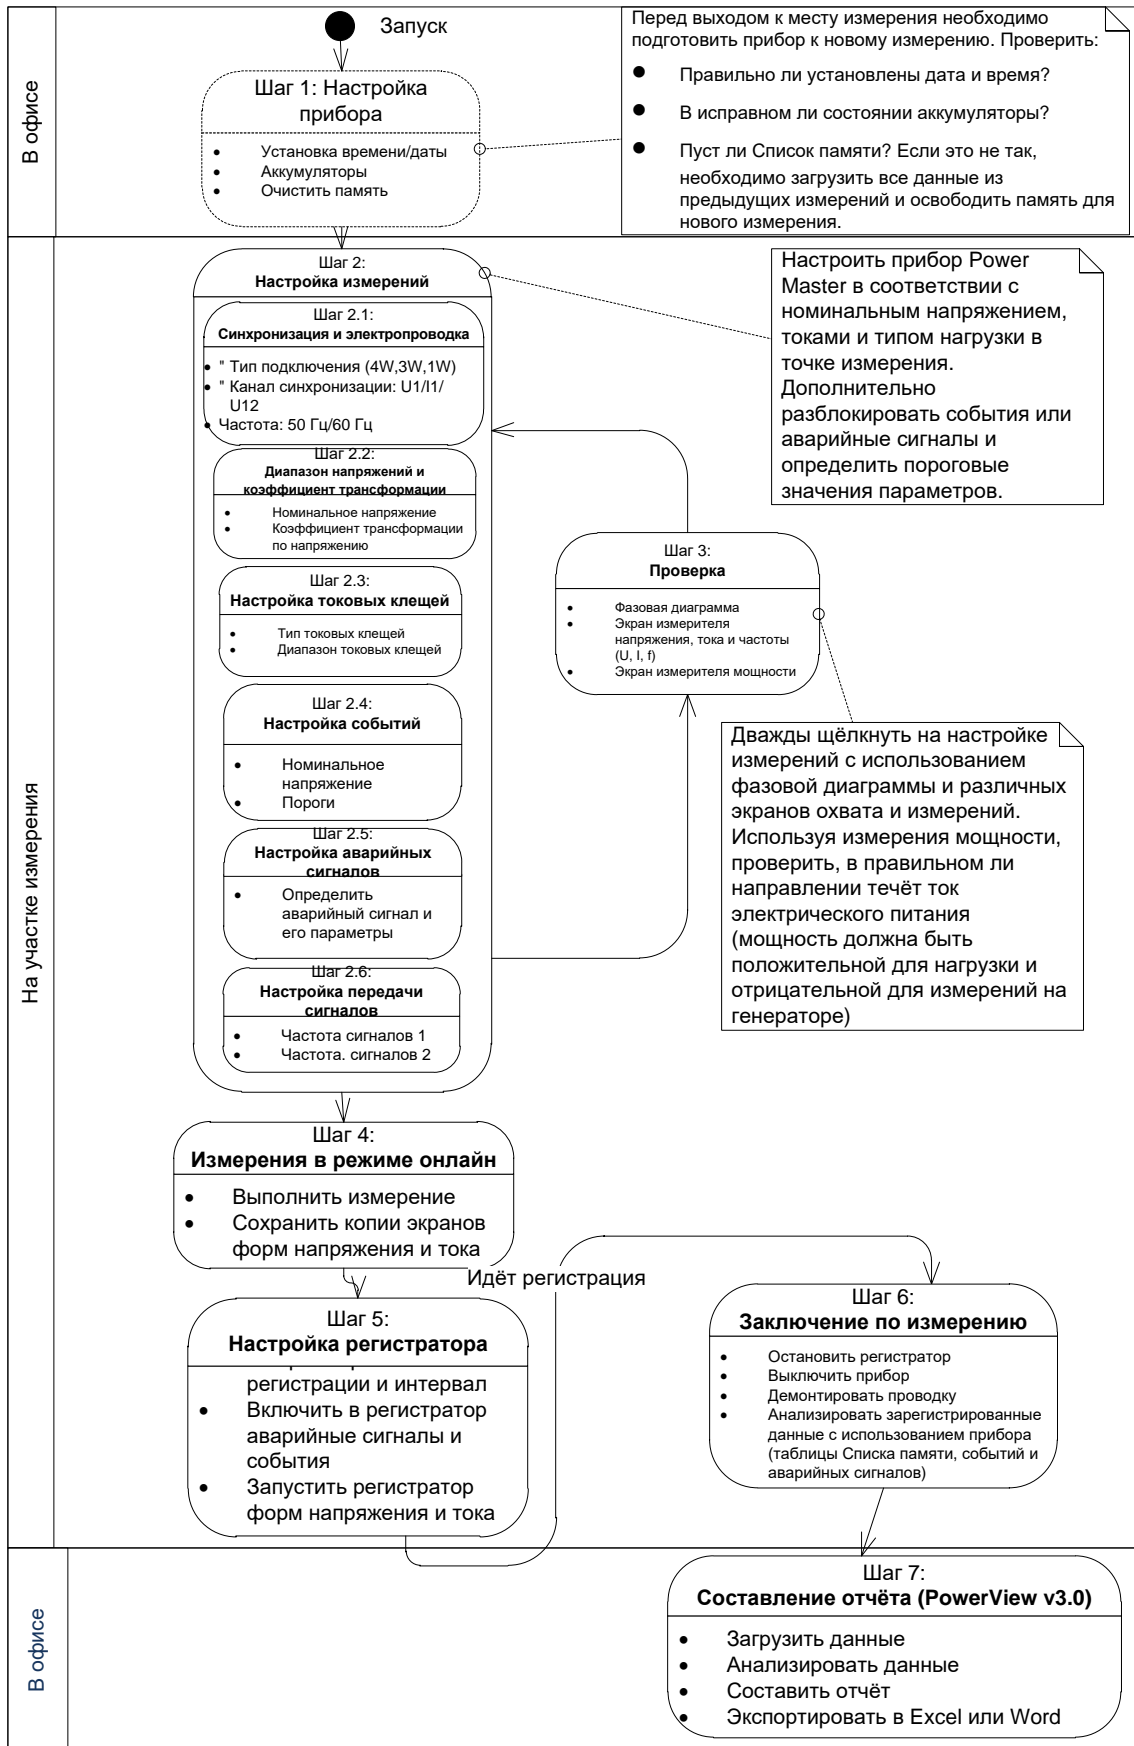 В офисе
Запуск
Шаг 1: Настройка
прибора
• Установка времени/даты
• Аккумуляторы
• Очистить память
Перед выходом к месту измерения необходимо
подготовить прибор к новому измерению. Проверить:
● Правильно ли установлены дата и время?
● В исправном ли состоянии аккумуляторы?
● Пуст ли Список памяти? Если это не так,
необходимо загрузить все данные из
предыдущих измерений и освободить память для
нового измерения.
На участке измерения
Шаг 2:
Настройка измерений
Шаг 2.1:
Синхронизация и электропроводка
• " Тип подключения (4W,3W,1W)
• " Канал синхронизации: U1/I1/
U12
• Частота: 50 Гц/60 Гц
Шаг 2.2:
Диапазон напряжений и
коэффициент трансформации
• Номинальное напряжение
• Коэффициент трансформации
по напряжению
Шаг 2.3:
Настройка токовых клещей
• Тип токовых клещей
• Диапазон токовых клещей
Шаг 2.4:
Настройка событий
• Номинальное
напряжение
• Пороги
Шаг 2.5:
Настройка аварийных
сигналов
• Определить
аварийный сигнал и
его параметры
Шаг 2.6:
Настройка передачи
сигналов
• Частота сигналов 1
• Частота. сигналов 2
Настроить прибор Power
Master в соответствии с
номинальным напряжением,
токами и типом нагрузки в
точке измерения.
Дополнительно
разблокировать события или
аварийные сигналы и
определить пороговые
значения параметров.
Шаг 3:
Проверка
• Фазовая диаграмма
• Экран измерителя
напряжения, тока и частоты
(U, I, f)
• Экран измерителя мощности
Дважды щёлкнуть на настройке
измерений с использованием
фазовой диаграммы и различных
экранов охвата и измерений.
Используя измерения мощности,
проверить, в правильном ли
направлении течёт ток
электрического питания
(мощность должна быть
положительной для нагрузки и
отрицательной для измерений на
генераторе)
Шаг 4:
Измерения в режиме онлайн
• Выполнить измерение
• Сохранить копии экранов
форм напряжения и тока
Идёт регистрация
Шаг 5:
Настройка регистратора
регистрации и интервал
• Включить в регистратор
аварийные сигналы и
события
• Запустить регистратор
форм напряжения и тока
Шаг 6:
Заключение по измерению
• Остановить регистратор
• Выключить прибор
• Демонтировать проводку
• Анализировать зарегистрированные
данные с использованием прибора
(таблицы Списка памяти, событий и
аварийных сигналов)
В офисе
Шаг 7:
Составление отчёта (PowerView v3.0)
• Загрузить данные
• Анализировать данные
• Составить отчёт
• Экспортировать в Excel или Word